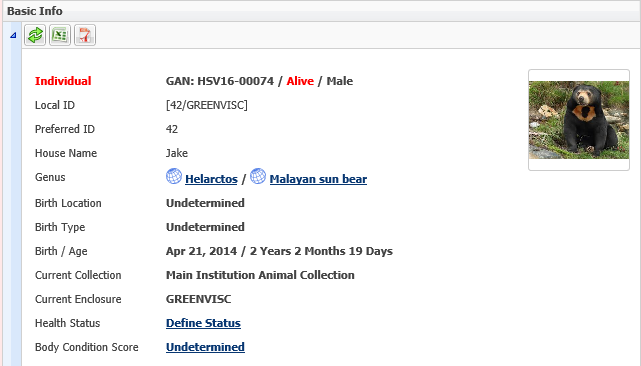 Basic Info
Individual GAN: HSV16-00074 / Alive / Male
Local ID [42/GREENVISC]
Preferred ID 42
House Name Jake
Genus Helarctos / Malayan sun bear
Birth Location Undetermined
Birth Type Undetermined
Birth / Age Apr 21, 2014 / 2 Years 2 Months 19 Days
Current Collection Main Institution Animal Collection
Current Enclosure GREENVISC
Health Status Define Status
Body Condition Score Undetermined